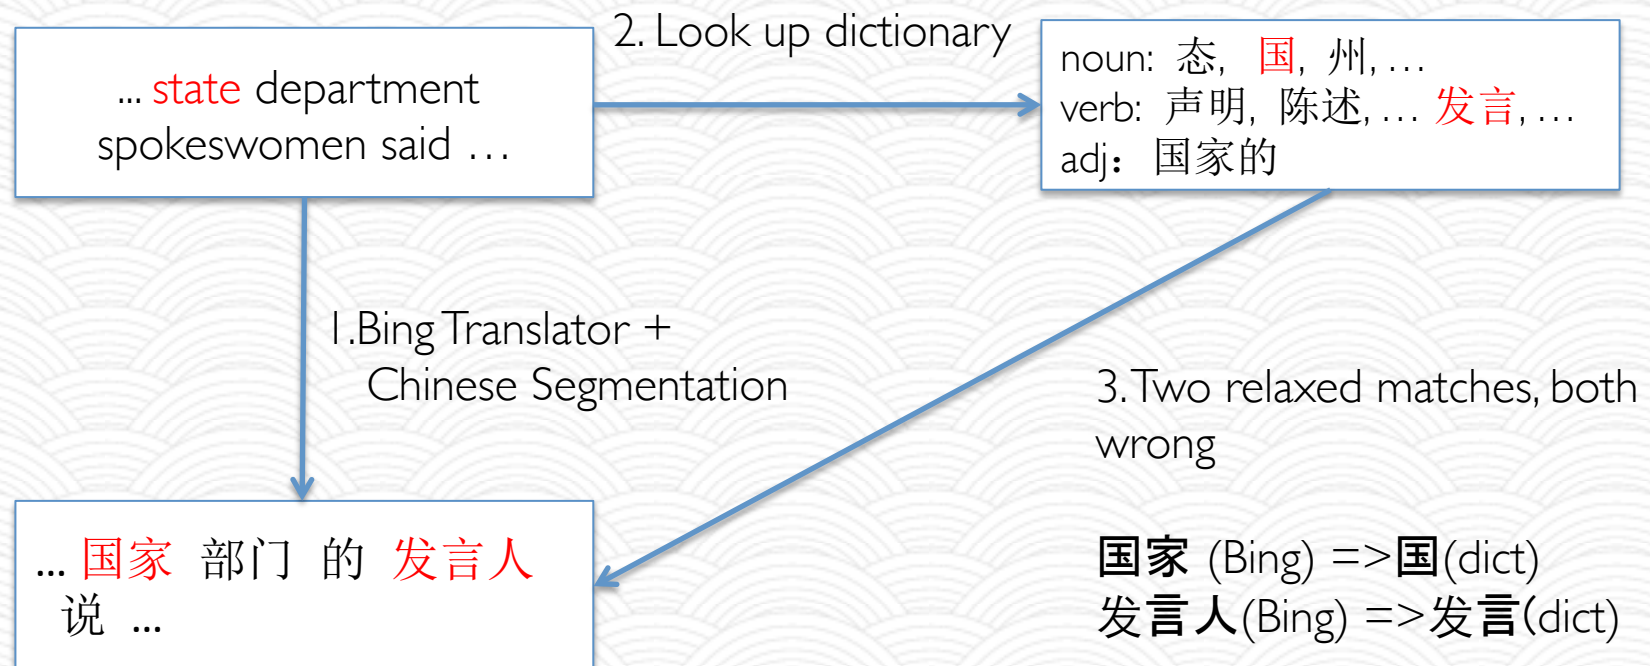 ... state department
spokeswomen said ...
2. Look up dictionary
noun: 态, 国, 州, ...
verb: 声明, 陈述, ... 发言, ...
adj：国家的
1.Bing Translator +
Chinese Segmentation
3.Two relaxed matches, both
wrong
... 国家 部门 的 发言人
说 ...
国家 (Bing) =>国(dict)
发言人(Bing) =>发言(dict)